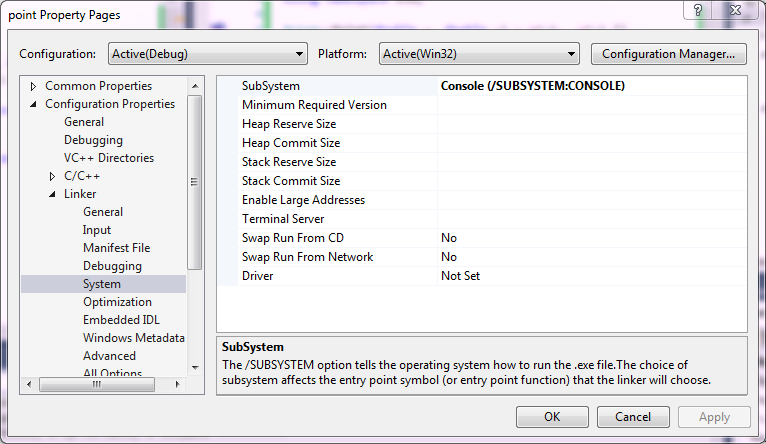 point Property Pages
Configuration: Active(Debug) Platform: Active(Win32) Configuration Manager...
Common Properties
Configuration Properties
General
Debugging
VC++ Directories
C/C++
Linker
General
Input
Manifest File
Debugging
System
Optimization
Embedded IDL
Windows Metadata
Advanced
All Options
SubSystem Console (/SUBSYSTEM:CONSOLE)
Minimum Required Version
Heap Reserve Size
Heap Commit Size
Stack Reserve Size
Stack Commit Size
Enable Large Addresses
Terminal Server
Swap Run From CD No
Swap Run From Network No
Driver Not Set
SubSystem
The /SUBSYSTEM option tells the operating system how to run the .exe file.The choice of
subsystem affects the entry point symbol (or entry point function) that the linker will choose.
OK Cancel Apply